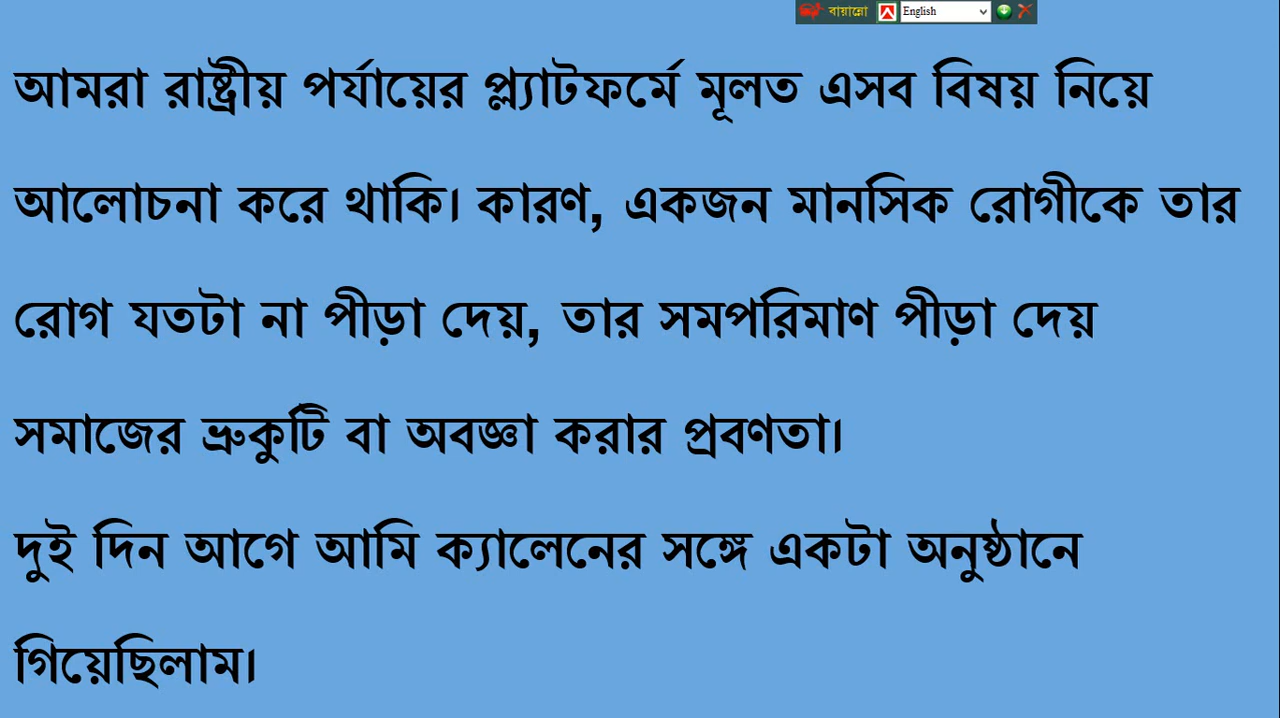 বায়ান্নো English
আমরা রাষ্ট্রীয় পর্যায়ের প্ল্যাটফর্মে মূলত এসব বিষয় নিয়ে
আলোচনা করে থাকি। কারণ, একজন মানসিক রোগীকে তার
রোগ যতটা না পীড়া দেয়, তার সমপরিমাণ পীড়া দেয়
সমাজের ভ্রুকুটি বা অবজ্ঞা করার প্রবণতা।
দুই দিন আগে আমি ক্যালেনের সঙ্গে একটা অনুষ্ঠানে
গিয়েছিলাম।